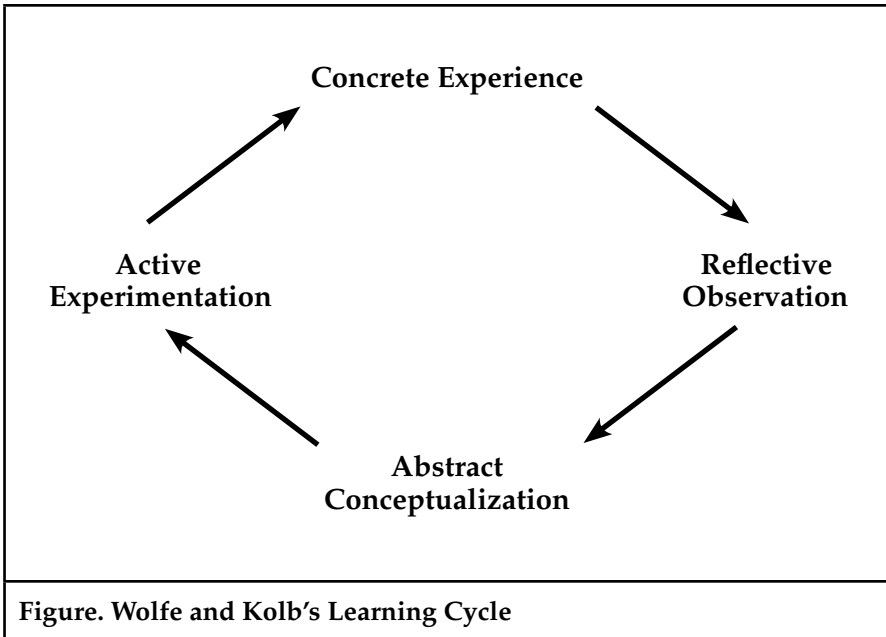 Concrete Experience
Active
Experimentation
Reflective
Observation
Abstract
Conceptualization
Figure. Wolfe and Kolb's Learning Cycle